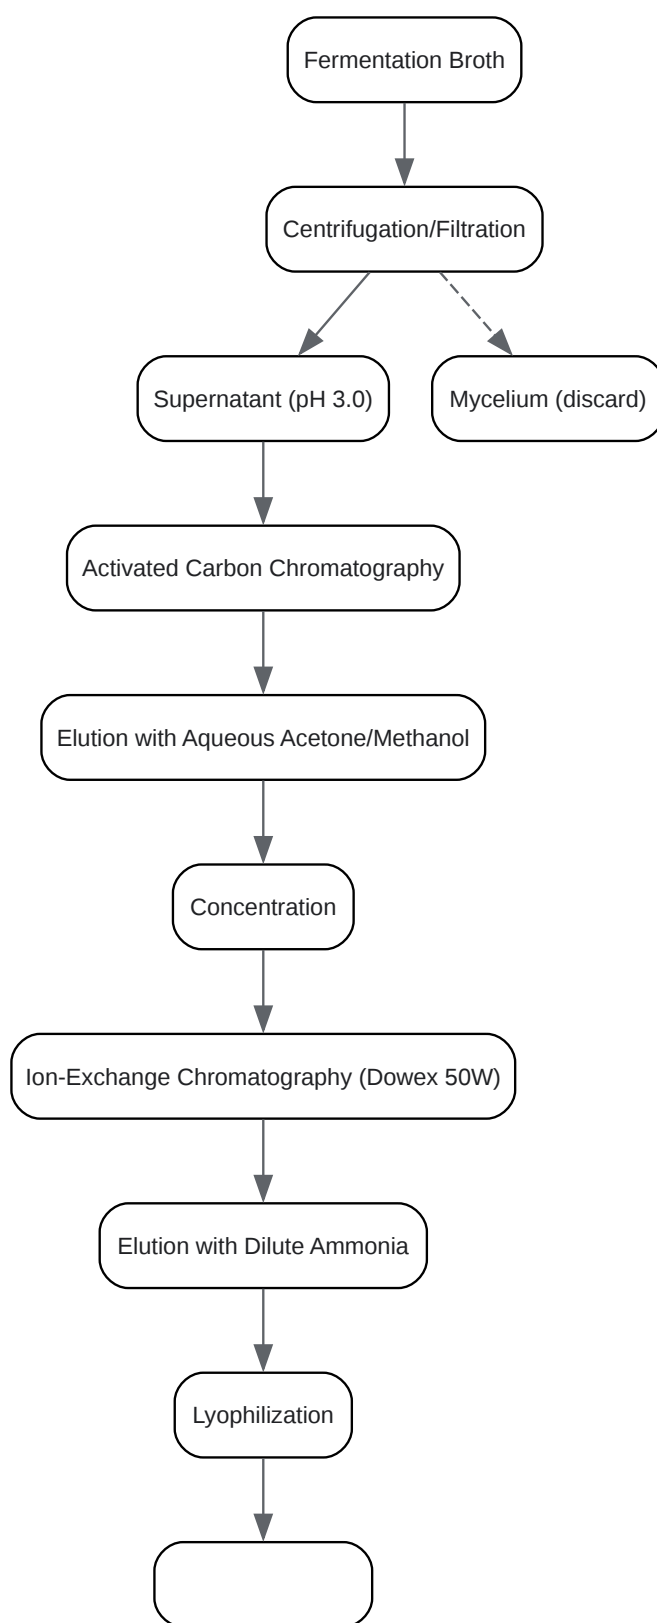 Fermentation Broth
Centrifugation/Filtration
Supernatant (pH 3.0)
Mycelium (discard)
Activated Carbon Chromatography
Elution with Aqueous Acetone/Methanol
Concentration
Ion-Exchange Chromatography (Dowex 50W)
Elution with Dilute Ammonia
Lyophilization